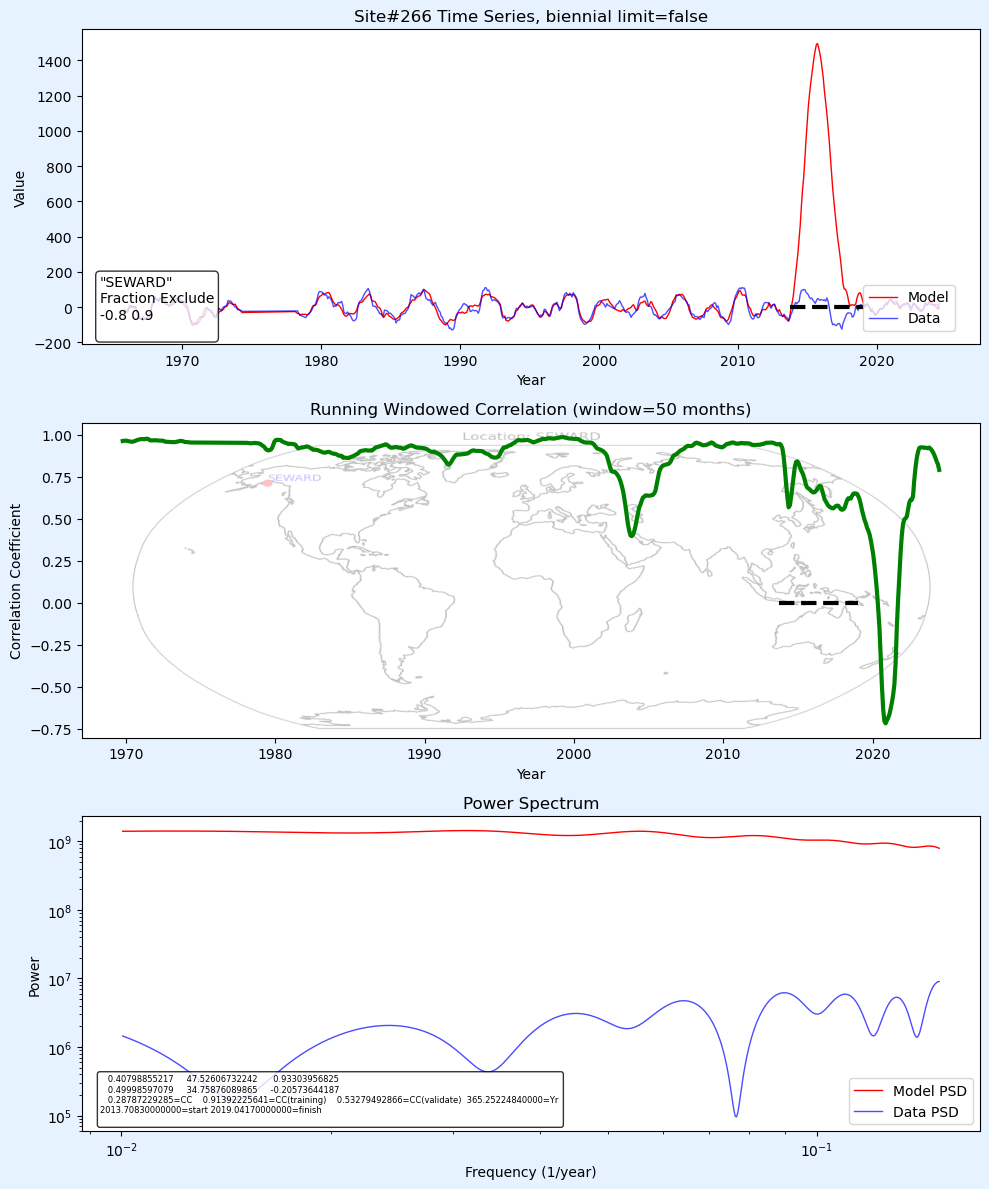 Site#266 Time Series, biennial limit=false
1400
1200
1000
800
600
400
200
0
−200
Value
"SEWARD"
Fraction Exclude
-0.8 0.9
Model
Data
1970
1980
1990
2000
2010
2020
Year
Running Windowed Correlation (window=50 months)
Location: SEWARD
SEWARD
1.00
0.75
0.50
0.25
0.00
−0.25
−0.50
−0.75
Correlation Coefficient
1970
1980
1990
2000
2010
2020
Year
Power Spectrum
10⁹
10⁸
10⁷
10⁶
10⁵
Power
0.40798855217 47.52606732242 0.93303956825
0.49998597079 34.75876089865 -0.20573644187
0.28787229285=CC 0.91392225641=CC(training) 0.53279492866=CC(validate) 365.25224840000=Yr
2013.70830000000=start 2019.04170000000=finish
Model PSD
Data PSD
10⁻²
10⁻¹
Frequency (1/year)